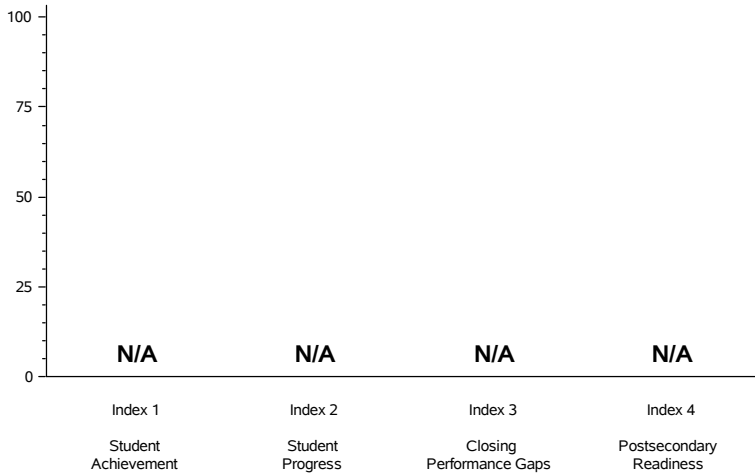 100
75
50
25
0
N/A N/A N/A N/A
Index 1 Index 2 Index 3 Index 4
Student Student Closing Postsecondary
Achievement Progress Performance Gaps Readiness